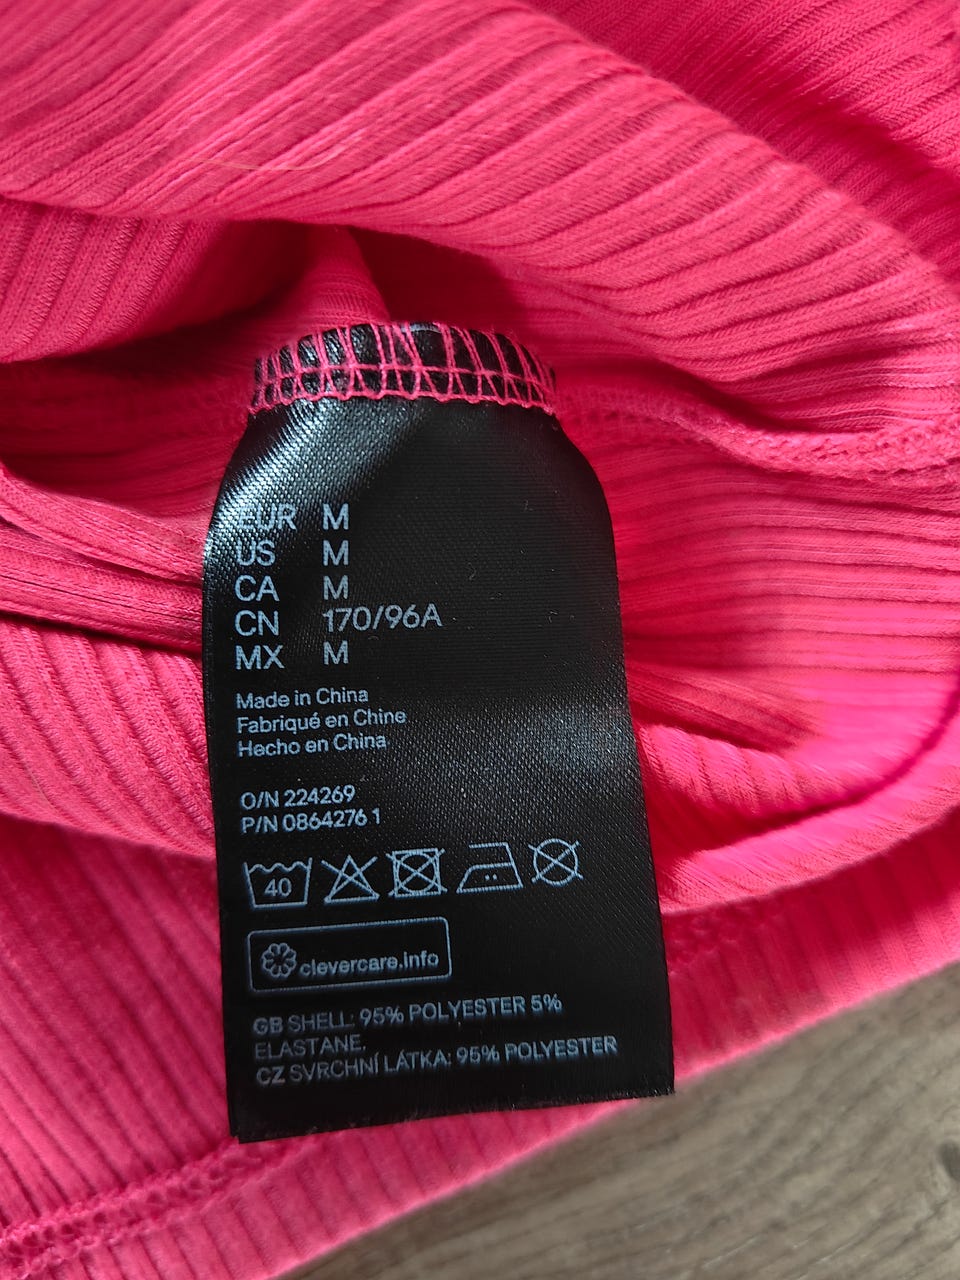 EUR M
US M
CA M
CN 170/96A
MX M
Made in China
Fabriqué en Chine
Hecho en China
O/N 224269
P/N 0864276 1
40
clevercare.info
GB SHELL: 95% POLYESTER 5%
ELASTANE.
CZ SVRCHNÍ LÁTKA: 95% POLYESTER